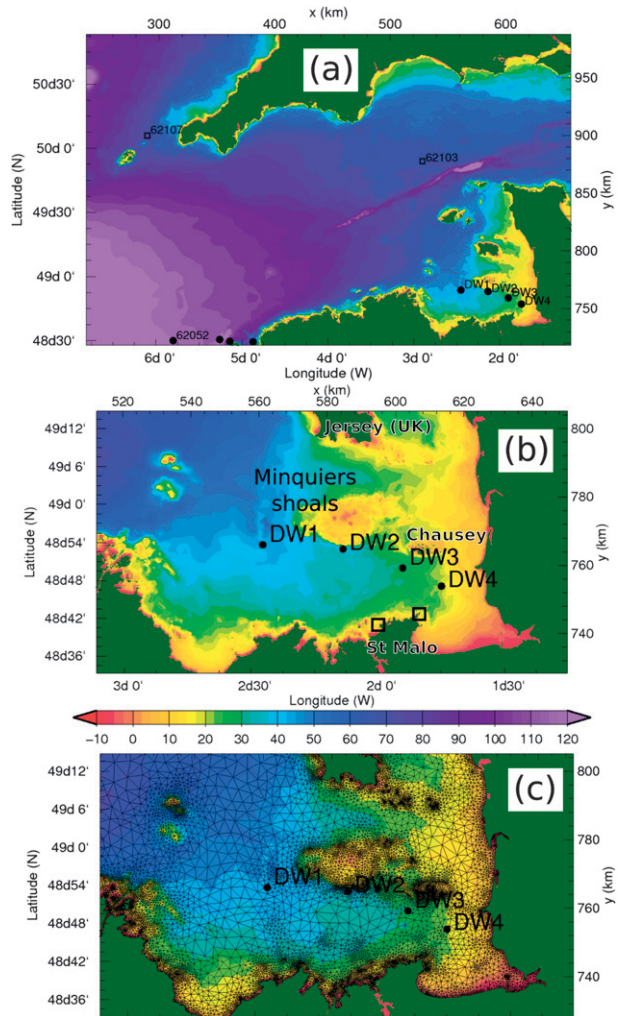 x (km)
300 400 500 600
(a)
50d30'
50d 0'
49d30'
49d 0'
48d30'
Latitude (N)
950
900
850
800
750
y (km)
62107
62103
DW1
DW2
DW3
DW4
62052
6d 0' 5d 0' 4d 0' 3d 0' 2d 0'
Longitude (W)
x (km)
520 540 560 580 600 620 640
(b)
49d12'
49d 6'
49d 0'
48d54'
48d48'
48d42'
48d36'
Latitude (N)
800
780
760
740
y (km)
Jersey (UK)
Minquiers
shoals
DW1
DW2
Chausey
DW3
DW4
St Malo
3d 0' 2d30' 2d 0' 1d30'
Longitude (W)
−10 0 10 20 30 40 50 60 70 80 90 100 110 120
(c)
49d12'
49d 6'
49d 0'
48d54'
48d48'
48d42'
48d36'
Latitude (N)
800
780
760
740
y (km)
DW1
DW2
DW3
DW4